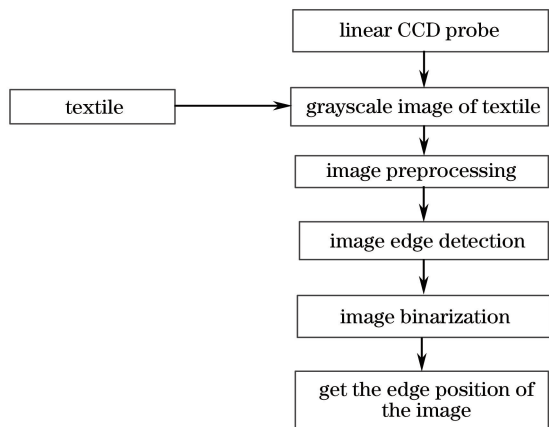 linear CCD probe
textile
grayscale image of textile
image preprocessing
image edge detection
image binarization
get the edge position of
the image